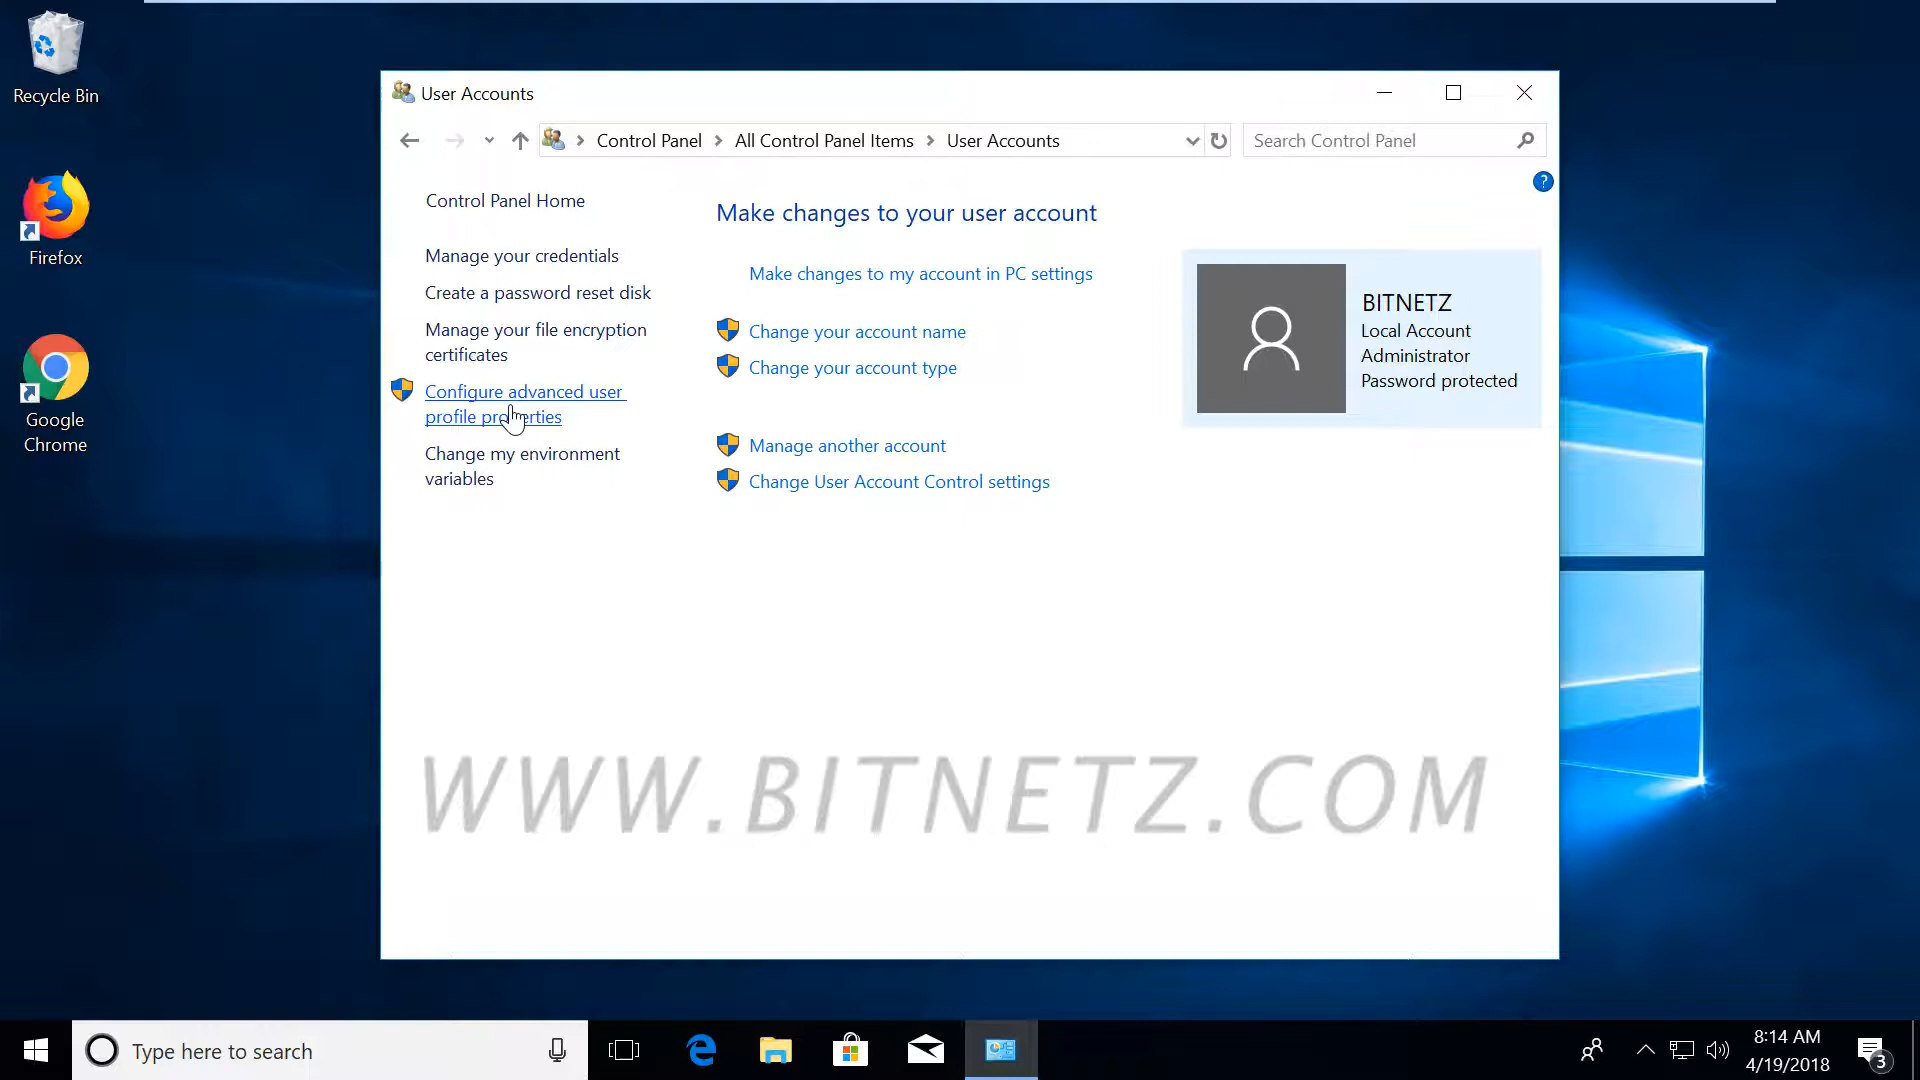 Recycle Bin
Firefox
Google
Chrome
User Accounts
Control Panel
All Control Panel Items
User Accounts
Search Control Panel
?
Control Panel Home
Manage your credentials
Create a password reset disk
Manage your file encryption
certificates
Configure advanced user
profile properties
Change my environment
variables
Make changes to your user account
Make changes to my account in PC settings
Change your account name
Change your account type
Manage another account
Change User Account Control settings
BITNETZ
Local Account
Administrator
Password protected
WWW.BITNETZ.COM
Type here to search
8:14 AM
4/19/2018
3